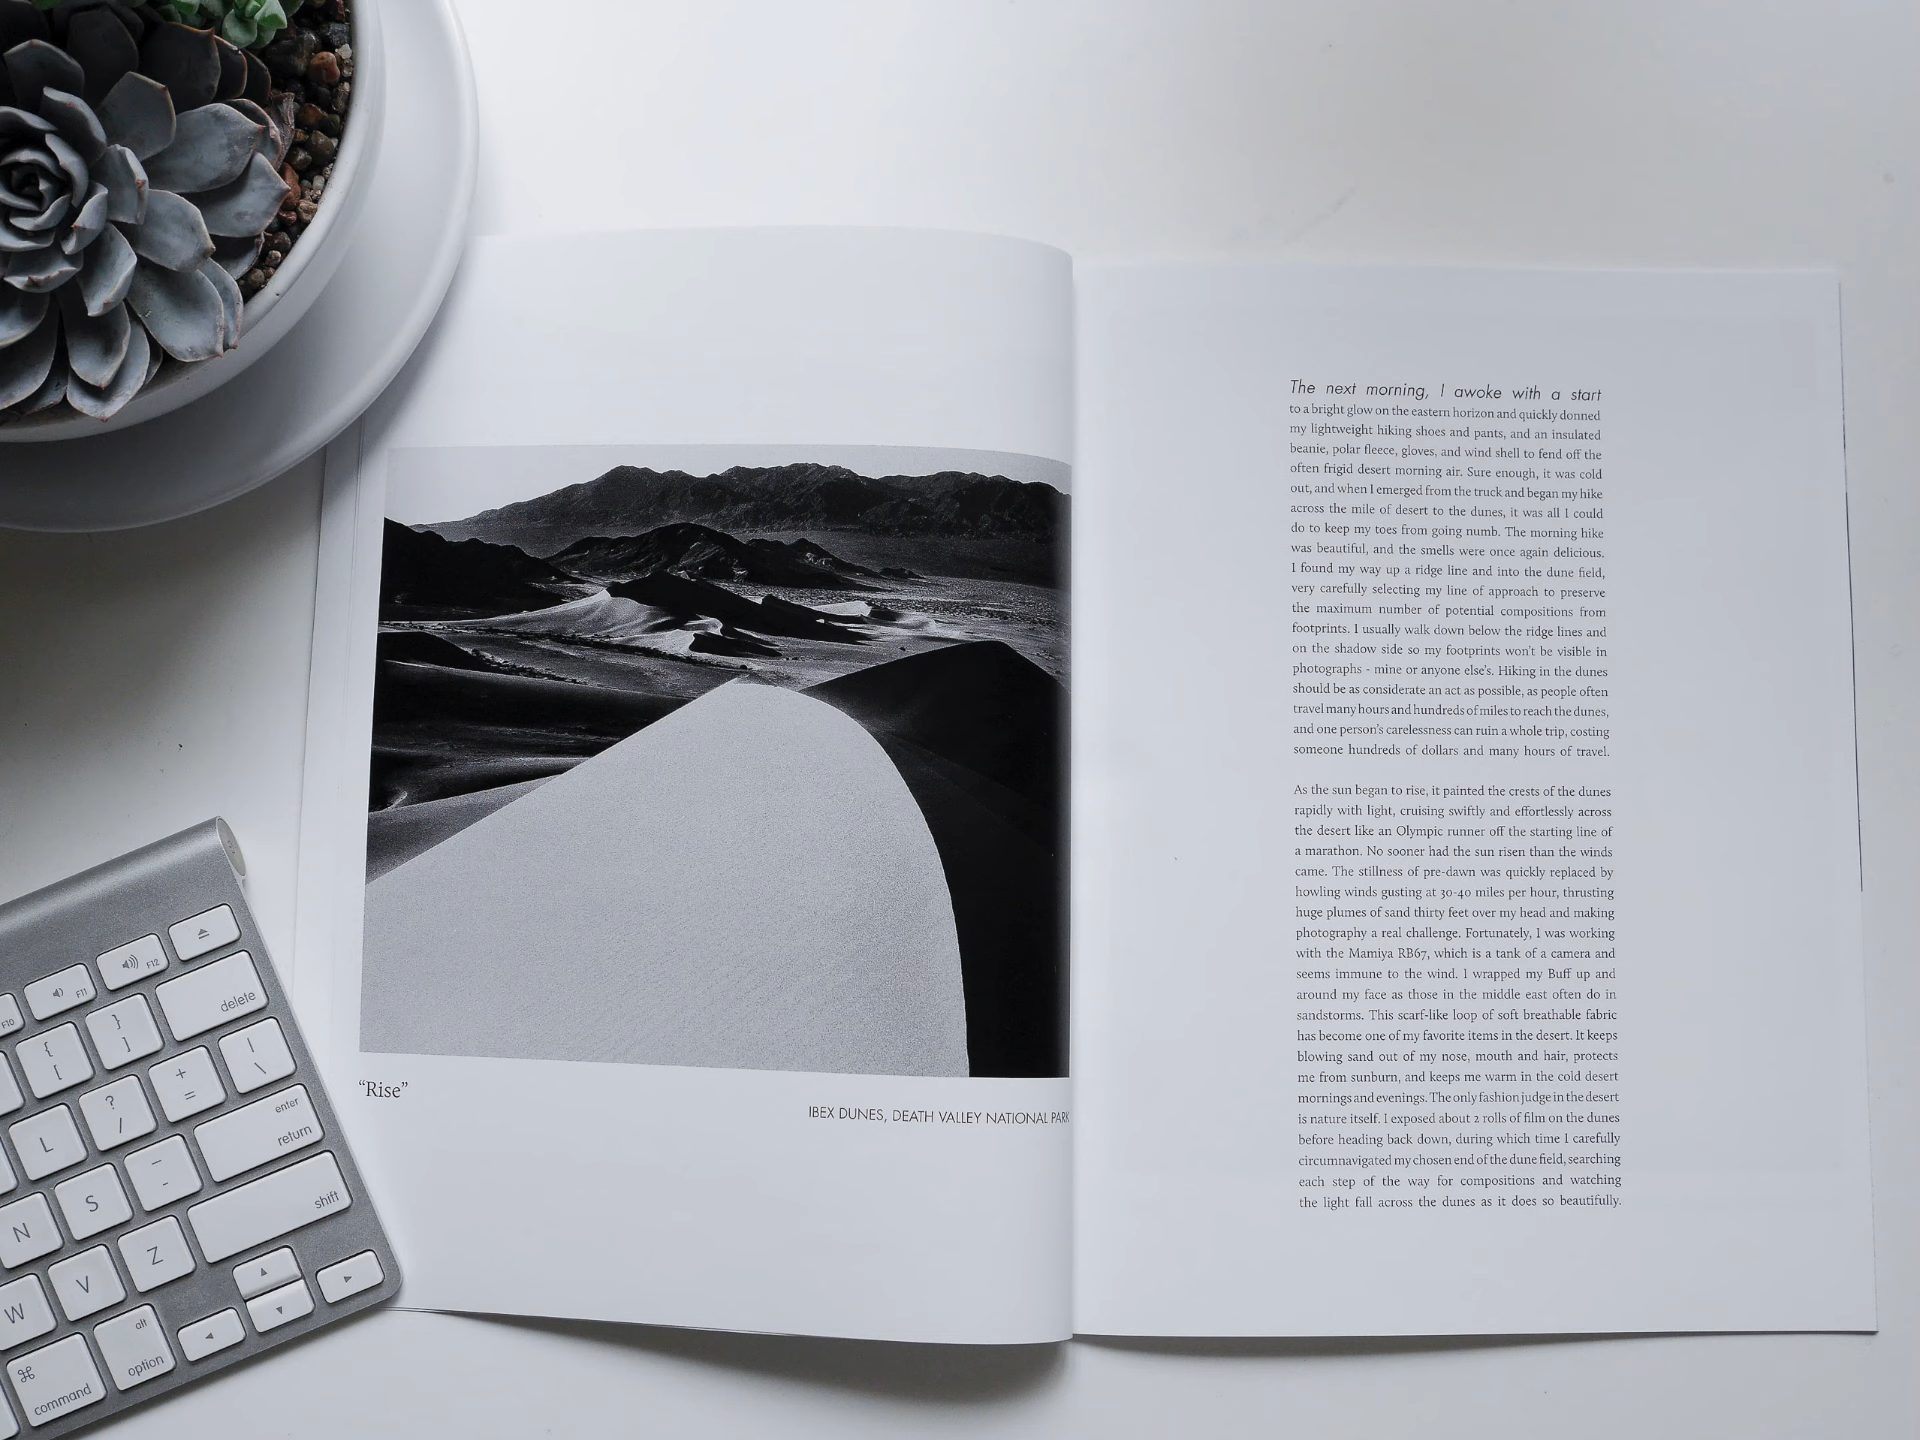 “Rise”
IBEX DUNES, DEATH VALLEY NATIONAL PARK
The next morning, I awoke with a start
to a bright glow on the eastern horizon and quickly donned
my lightweight hiking shoes and pants, and an insulated
beanie, polar fleece, gloves, and wind shell to fend off the
often frigid desert morning air. Sure enough, it was cold
out, and when I emerged from the truck and began my hike
across the mile of desert to the dunes, it was all I could
do to keep my toes from going numb. The morning hike
was beautiful, and the smells were once again delicious.
I found my way up a ridge line and into the dune field,
very carefully selecting my line of approach to preserve
the maximum number of potential compositions from
footprints. I usually walk down below the ridge lines and
on the shadow side so my footprints won't be visible in
photographs - mine or anyone else's. Hiking in the dunes
should be as considerate an act as possible, as people often
travel many hours and hundreds of miles to reach the dunes,
and one person's carelessness can ruin a whole trip, costing
someone hundreds of dollars and many hours of travel.
As the sun began to rise, it painted the crests of the dunes
rapidly with light, cruising swiftly and effortlessly across
the desert like an Olympic runner off the starting line of
a marathon. No sooner had the sun risen than the winds
came. The stillness of pre-dawn was quickly replaced by
howling winds gusting at 30-40 miles per hour, thrusting
huge plumes of sand thirty feet over my head and making
photography a real challenge. Fortunately, I was working
with the Mamiya RB67, which is a tank of a camera and
seems immune to the wind. I wrapped my Buff up and
around my face as those in the middle east often do in
sandstorms. This scarf-like loop of soft breathable fabric
has become one of my favorite items in the desert. It keeps
blowing sand out of my nose, mouth and hair, protects
me from sunburn, and keeps me warm in the cold desert
mornings and evenings. The only fashion judge in the desert
is nature itself. I exposed about 2 rolls of film on the dunes
before heading back down, during which time I carefully
circumnavigated my chosen end of the dune field, searching
each step of the way for compositions and watching
the light fall across the dunes as it does so beautifully.
F10 F11 F12
{ [ } ] delete
+ = | \
L ? / enter return
S _ - shift
N
W V Z
⌘ command alt option